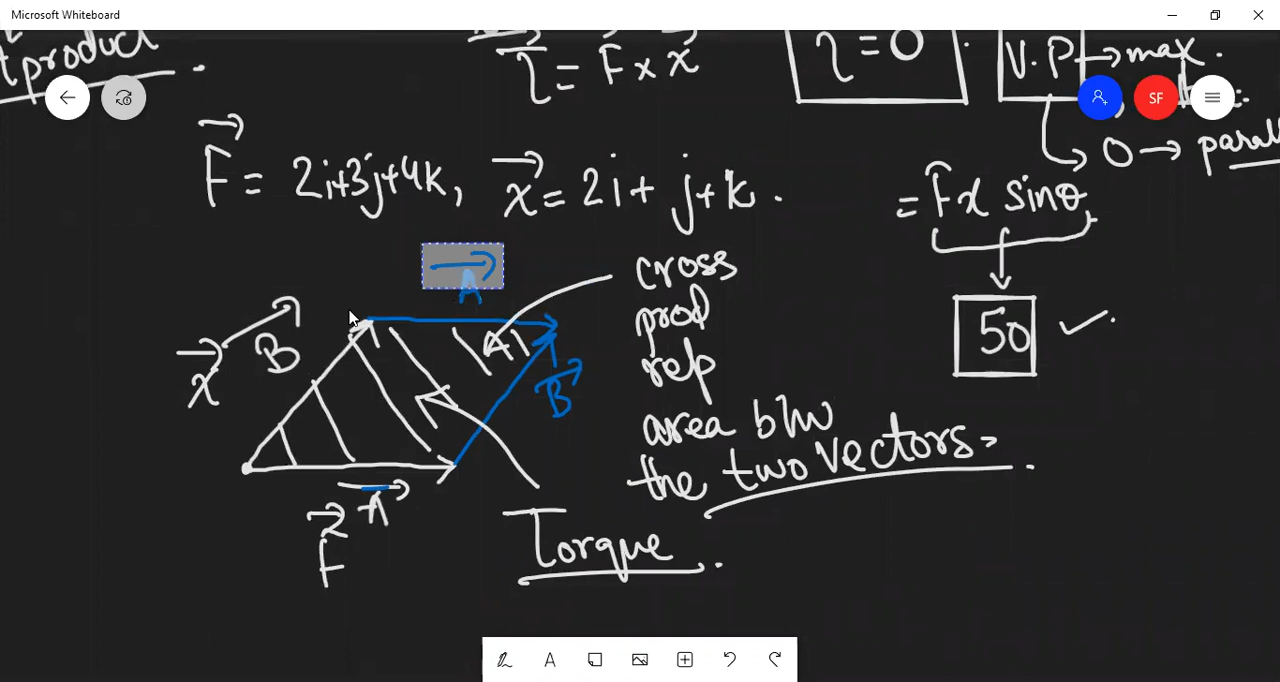 Microsoft Whiteboard
t product
τ = F x x
τ = 0
V.P → max.
0 → paral
F = 2i+3j+4k, x = 2i + j+k.
= Fx sinθ
50
A
cross
prod
rep
area b/w
the two vectors.
B
x
B
A
F
Torque
SF